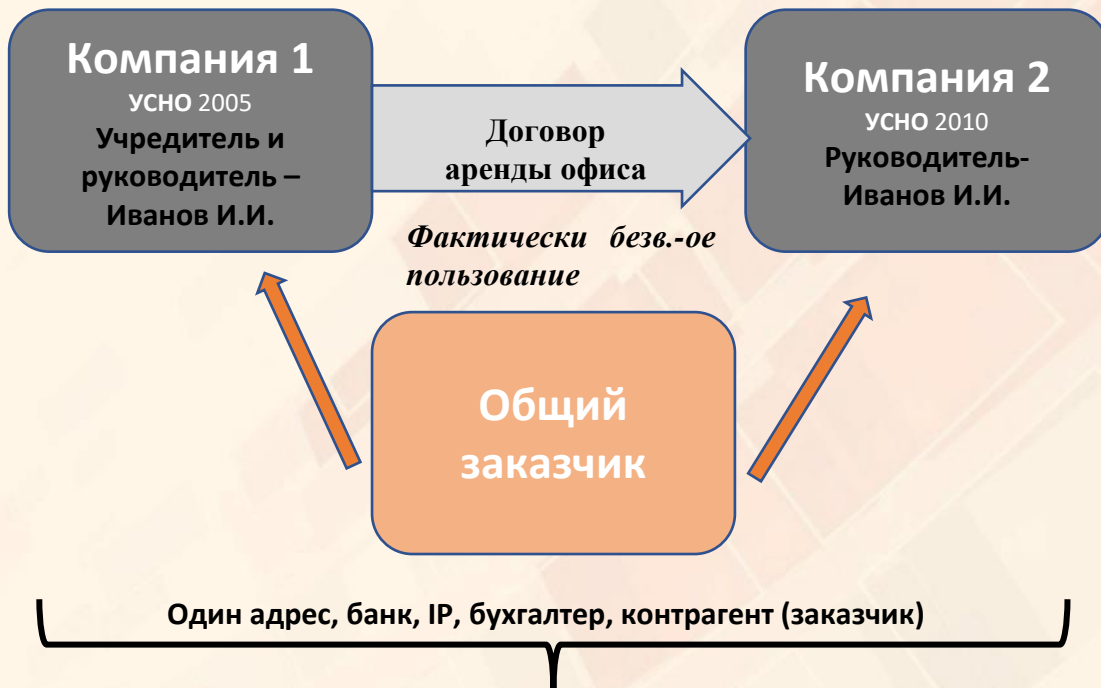 Компания 1
УСНО 2005
Учредитель и
руководитель –
Иванов И.И.
Договор
аренды офиса
Компания 2
УСНО 2010
Руководитель-
Иванов И.И.
Фактически безв.-ое
пользование
Общий
заказчик
Один адрес, банк, IP, бухгалтер, контрагент (заказчик)